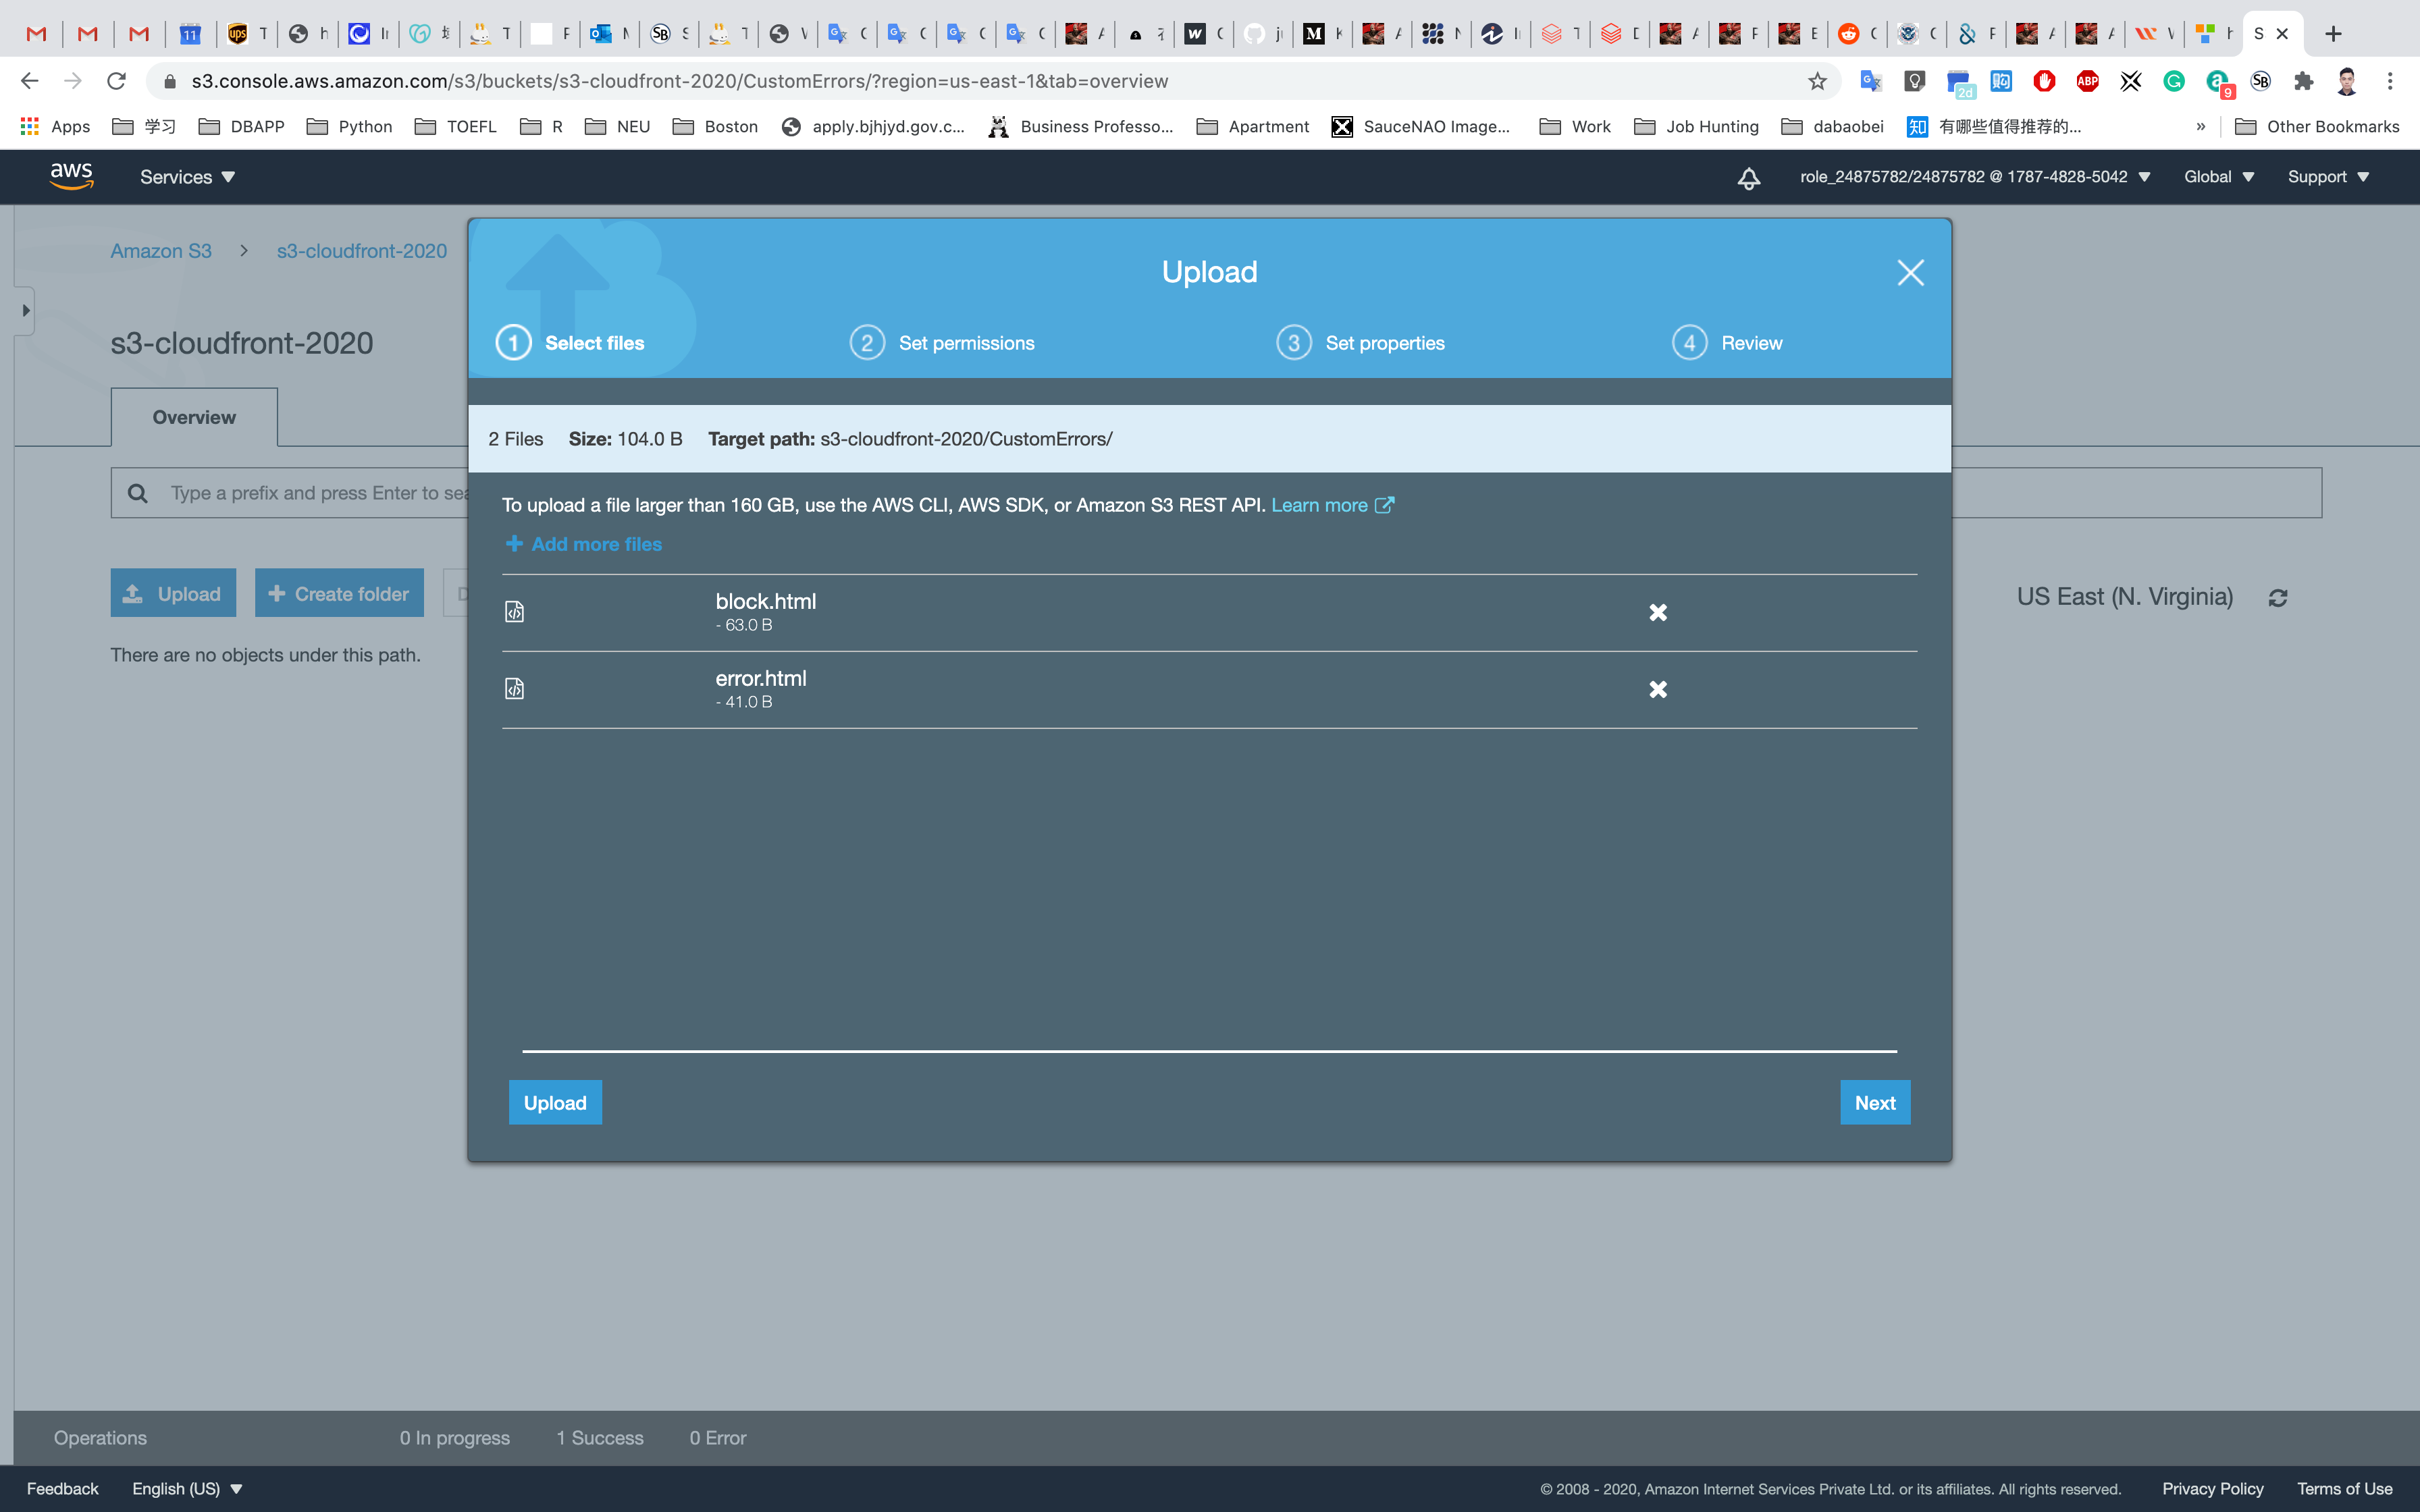 s3.console.aws.amazon.com/s3/buckets/s3-cloudfront-2020/CustomErrors/?region=us-east-1&tab=overview
Apps 学习 DBAPP Python TOEFL R NEU Boston apply.bjhjyd.gov.c... Business Professo... Apartment SauceNAO Image... Work Job Hunting dabaobei 有哪些值得推荐的... » Other Bookmarks
aws Services role_24875782/24875782 @ 1787-4828-5042 Global Support
Amazon S3 > s3-cloudfront-2020
s3-cloudfront-2020
Overview
Type a prefix and press Enter to sea
Upload Create folder D
US East (N. Virginia)
There are no objects under this path.
Upload
1 Select files 2 Set permissions 3 Set properties 4 Review
2 Files Size: 104.0 B Target path: s3-cloudfront-2020/CustomErrors/
To upload a file larger than 160 GB, use the AWS CLI, AWS SDK, or Amazon S3 REST API. Learn more
Add more files
block.html
- 63.0 B
error.html
- 41.0 B
Upload Next
Operations 0 In progress 1 Success 0 Error
Feedback English (US) © 2008 - 2020, Amazon Internet Services Private Ltd. or its affiliates. All rights reserved. Privacy Policy Terms of Use